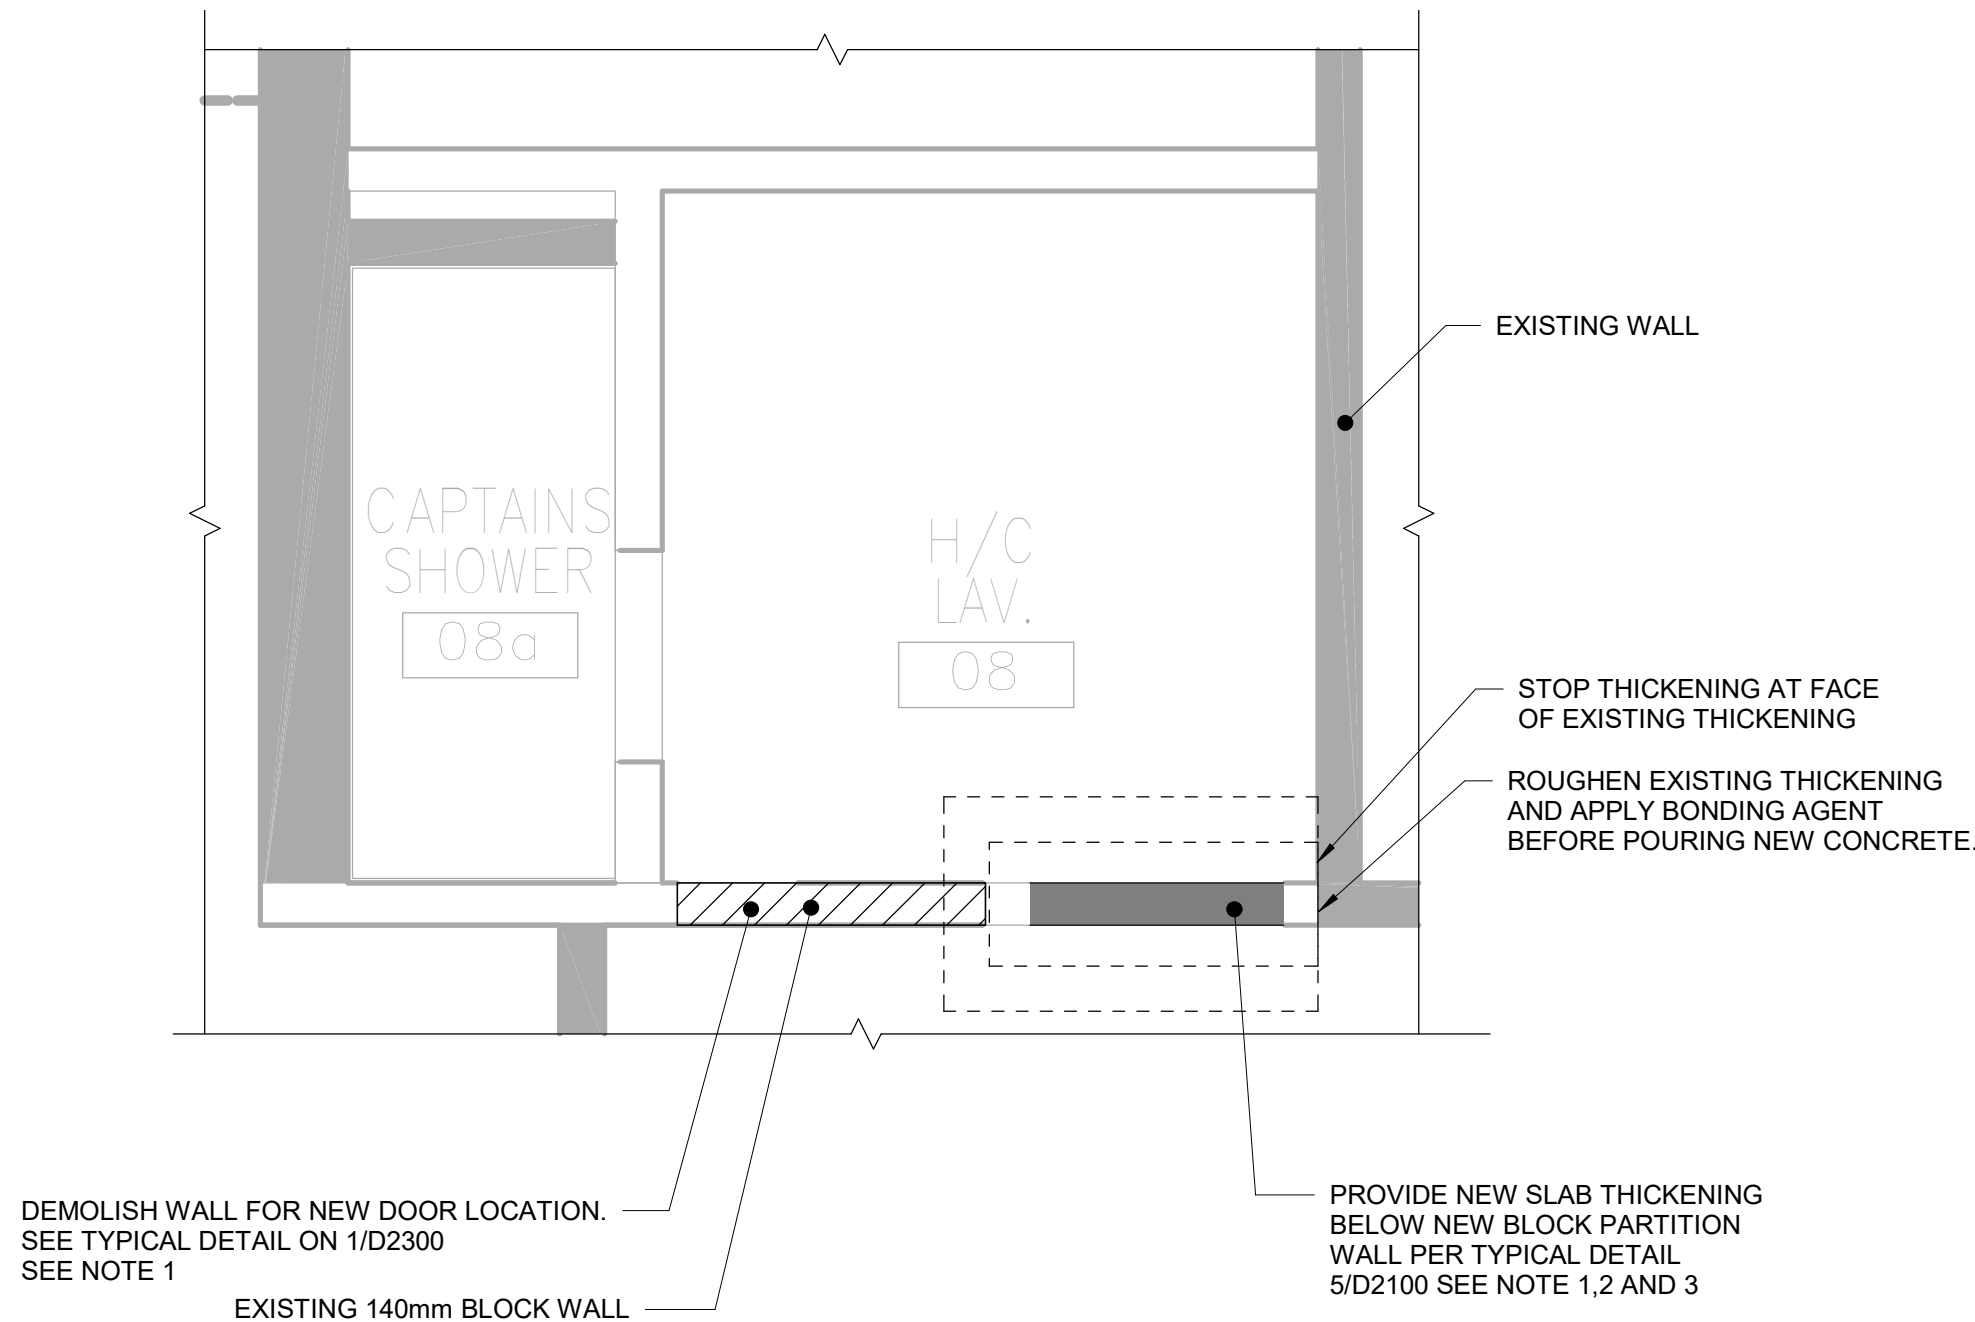 EXISTING WALL
CAPTAINS
SHOWER
08a
H/C
LAV.
08
STOP THICKENING AT FACE
OF EXISTING THICKENING
ROUGHEN EXISTING THICKENING
AND APPLY BONDING AGENT
BEFORE POURING NEW CONCRETE.
DEMOLISH WALL FOR NEW DOOR LOCATION.
SEE TYPICAL DETAIL ON 1/D2300
SEE NOTE 1
EXISTING 140mm BLOCK WALL
PROVIDE NEW SLAB THICKENING
BELOW NEW BLOCK PARTITION
WALL PER TYPICAL DETAIL
5/D2100 SEE NOTE 1,2 AND 3